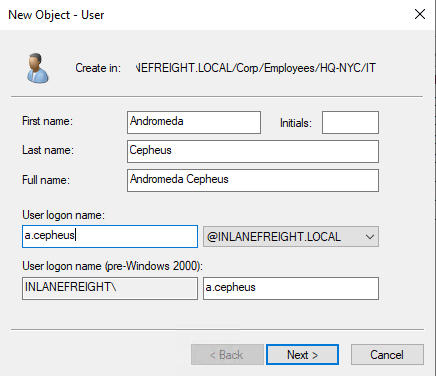 New Object - User
Create in: NEFREIGHT.LOCAL/Corp/Employees/HQ-NYC/IT
First name: Andromeda Initials:
Last name: Cepheus
Full name: Andromeda Cepheus
User logon name:
a.cepheus @INLANEFREIGHT.LOCAL
User logon name (pre-Windows 2000):
INLANEFREIGHT\ a.cepheus
< Back Next > Cancel